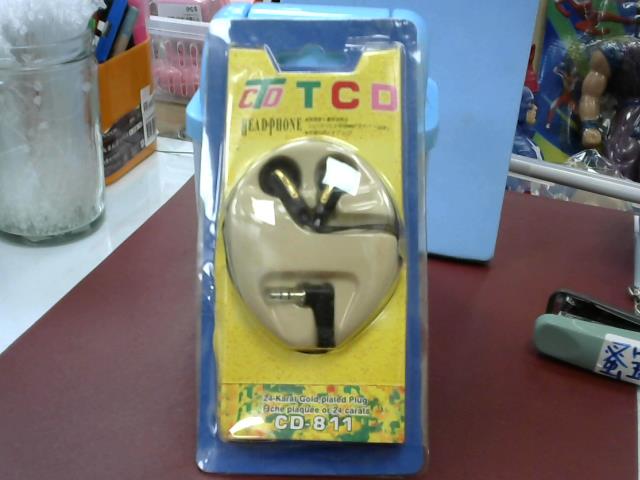 CTD TCD
HEADPHONE
24-Karat Gold-plated Plug
Fiche plaquée or 24 carats
CD-811